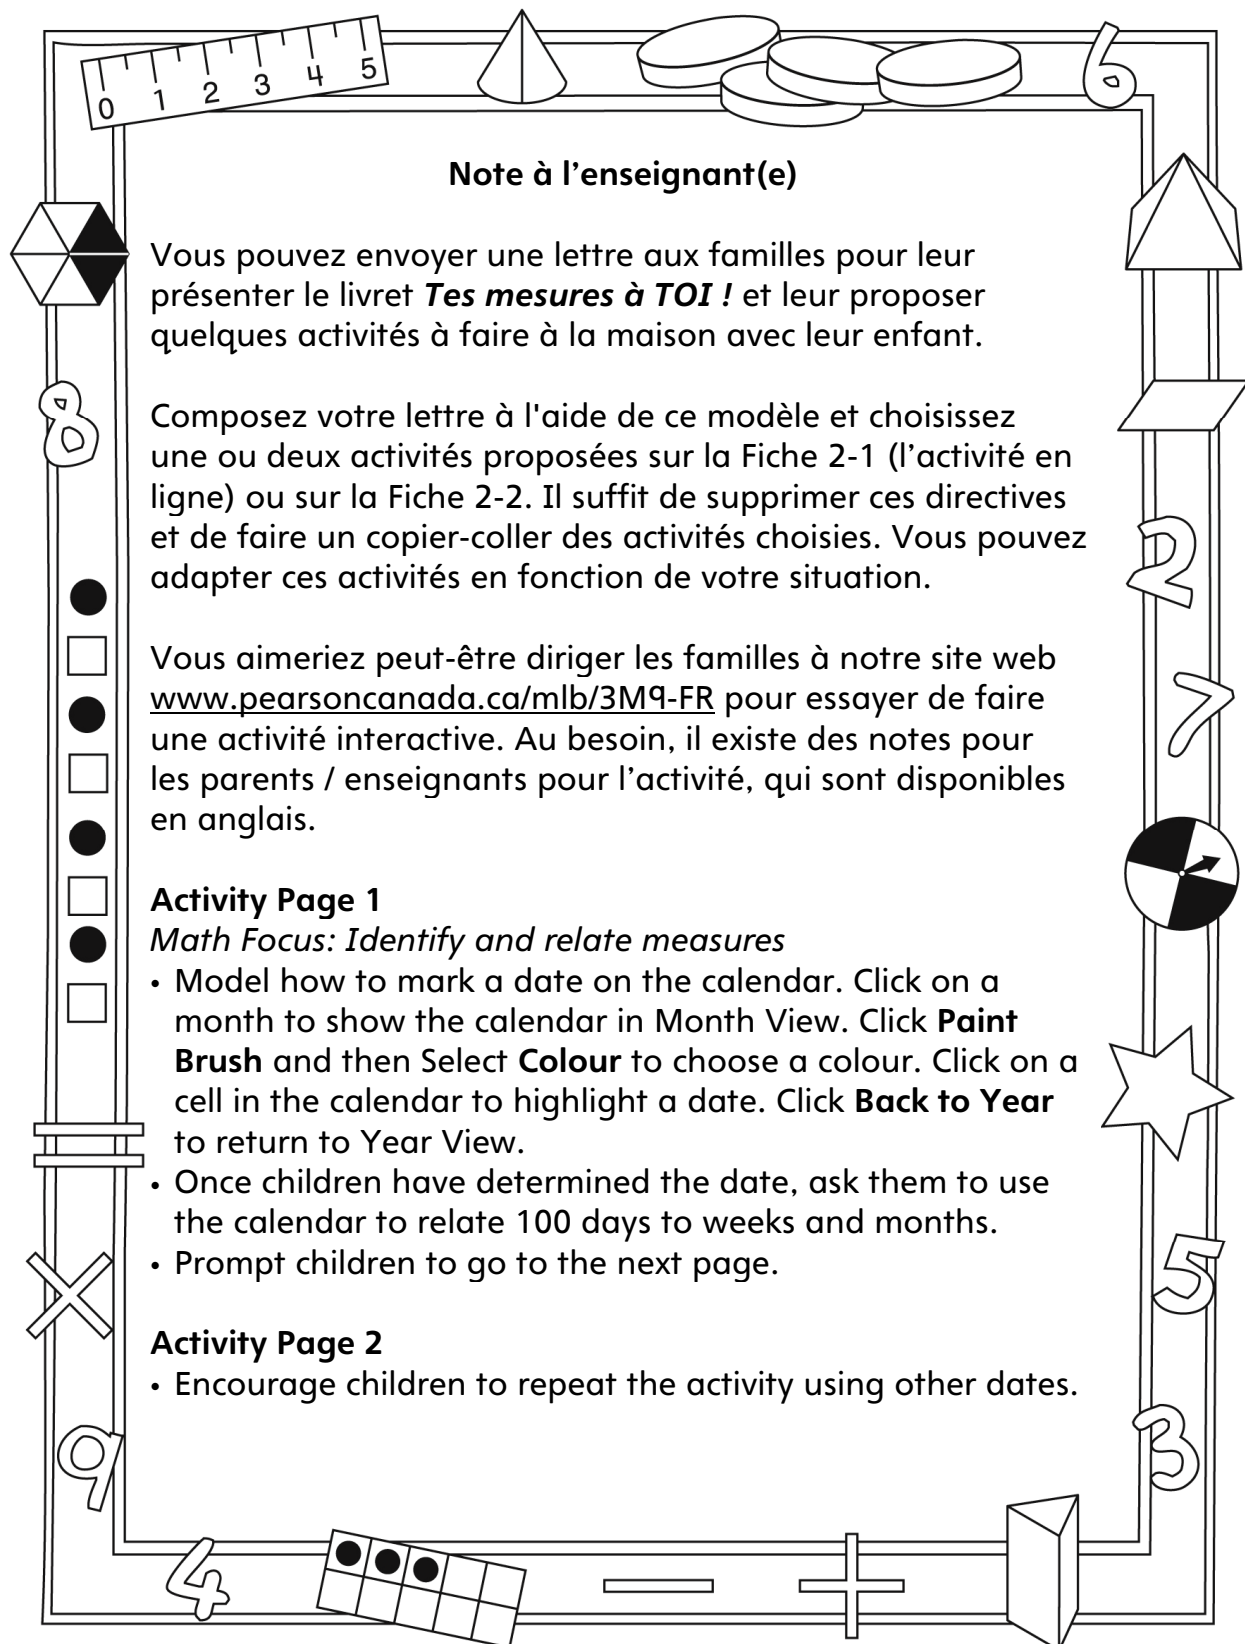 0 1 2 3 4 5
6
Note à l’enseignant(e)
Vous pouvez envoyer une lettre aux familles pour leur
présenter le livret Tes mesures à TOI ! et leur proposer
quelques activités à faire à la maison avec leur enfant.
8
Composez votre lettre à l'aide de ce modèle et choisissez
une ou deux activités proposées sur la Fiche 2-1 (l’activité en
ligne) ou sur la Fiche 2-2. Il suffit de supprimer ces directives
et de faire un copier-coller des activités choisies. Vous pouvez
adapter ces activités en fonction de votre situation.
2
Vous aimeriez peut-être diriger les familles à notre site web
www.pearsoncanada.ca/mlb/3M9-FR pour essayer de faire
une activité interactive. Au besoin, il existe des notes pour
les parents / enseignants pour l’activité, qui sont disponibles
en anglais.
7
Activity Page 1
Math Focus: Identify and relate measures
• Model how to mark a date on the calendar. Click on a
month to show the calendar in Month View. Click Paint
Brush and then Select Colour to choose a colour. Click on a
cell in the calendar to highlight a date. Click Back to Year
to return to Year View.
• Once children have determined the date, ask them to use
the calendar to relate 100 days to weeks and months.
• Prompt children to go to the next page.
=
×
5
Activity Page 2
• Encourage children to repeat the activity using other dates.
9
3
4
− +